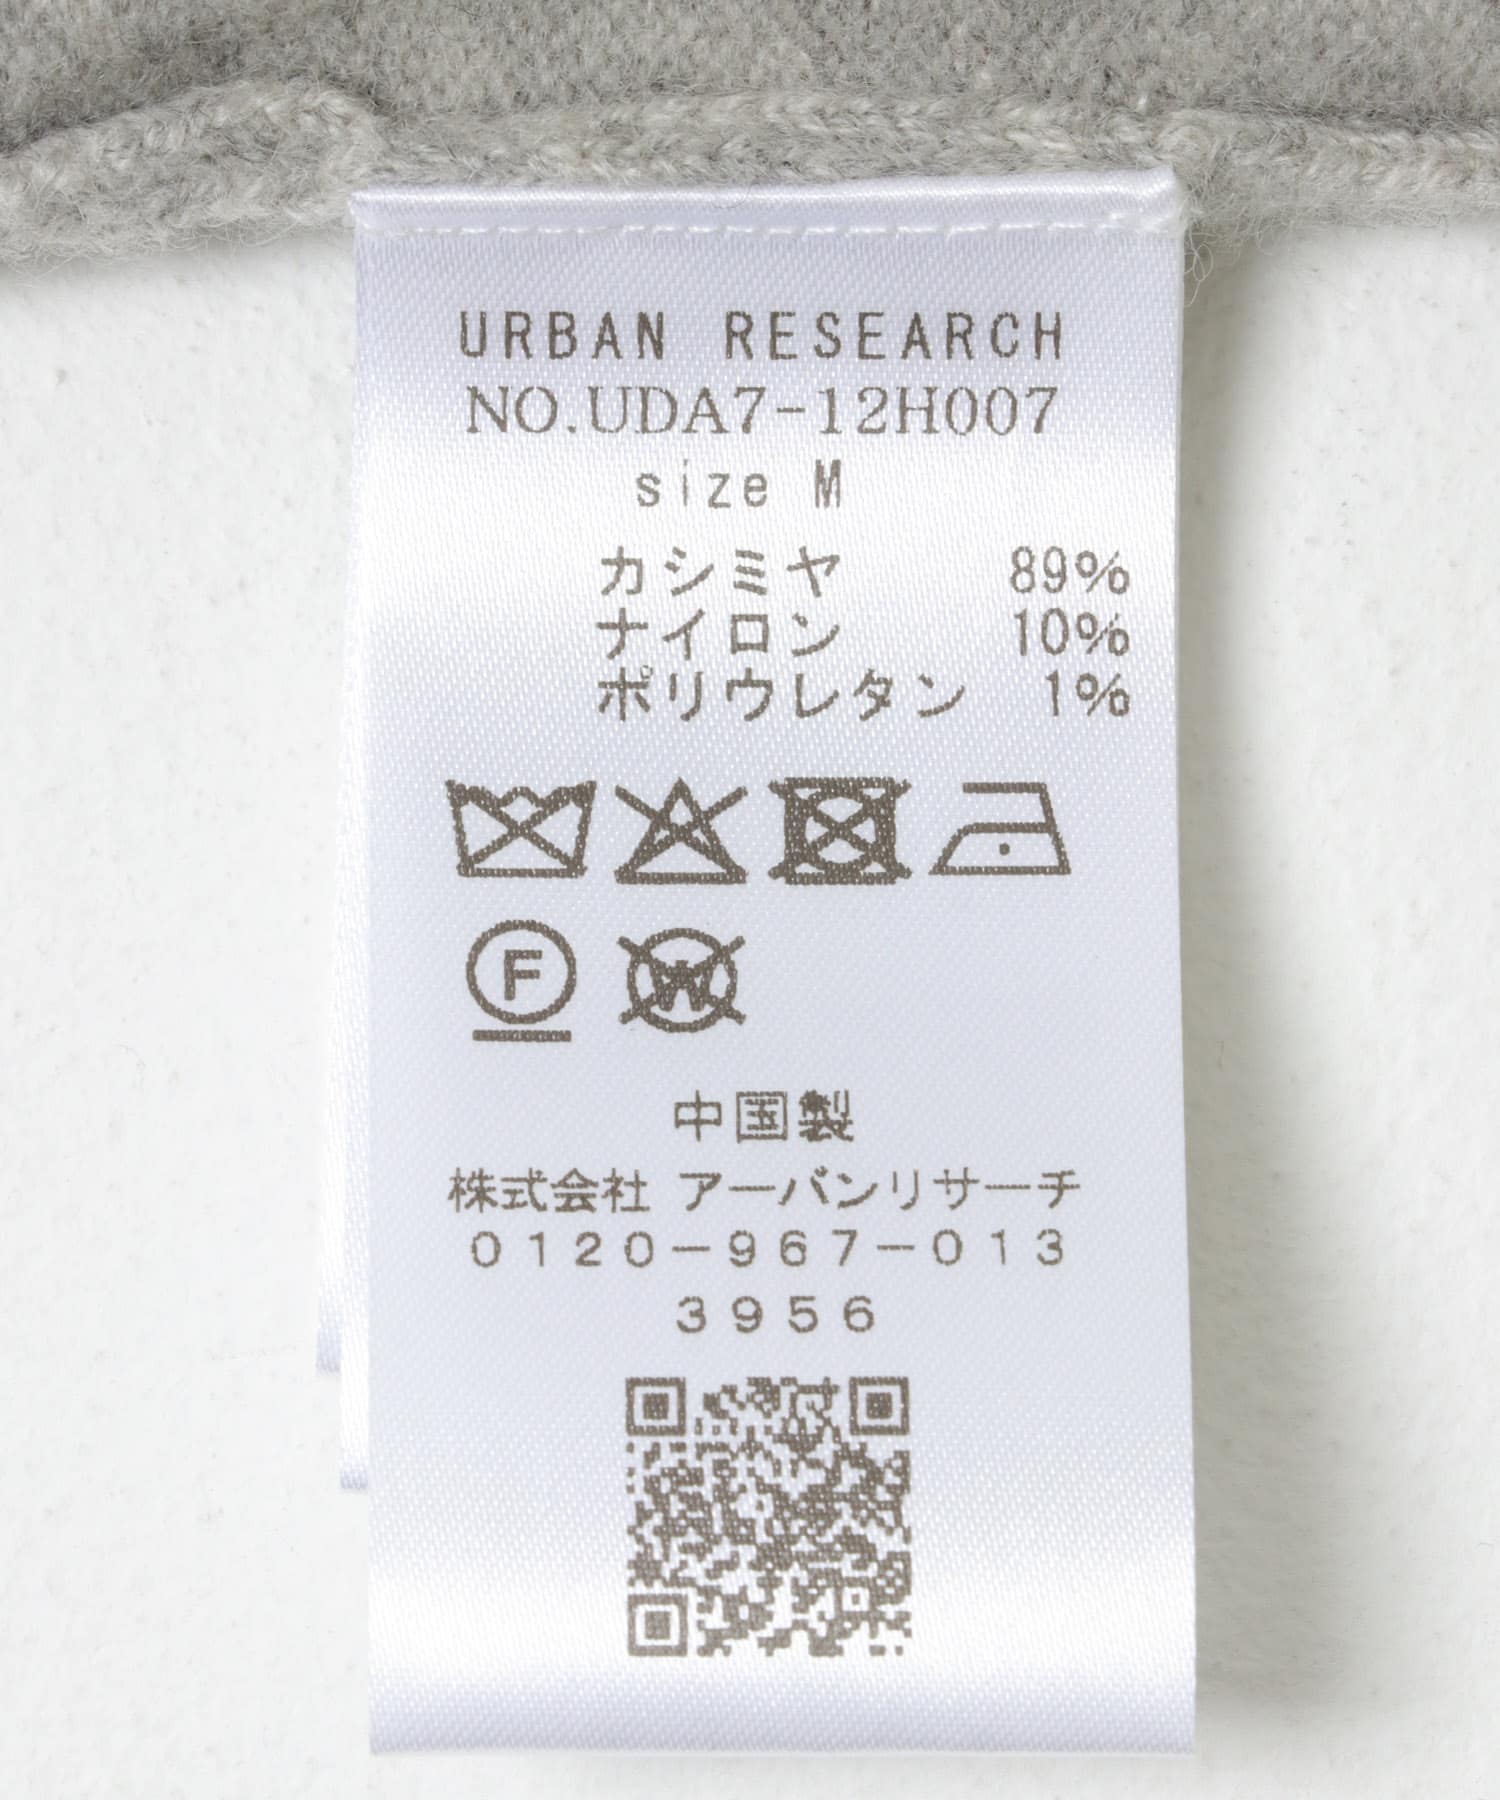 URBAN RESEARCH
NO.UDA7-12H007
size M
カシミヤ 89%
ナイロン 10%
ポリウレタン 1%
F
W
中国製
株式会社 アーバンリサーチ
0120-967-013
3956